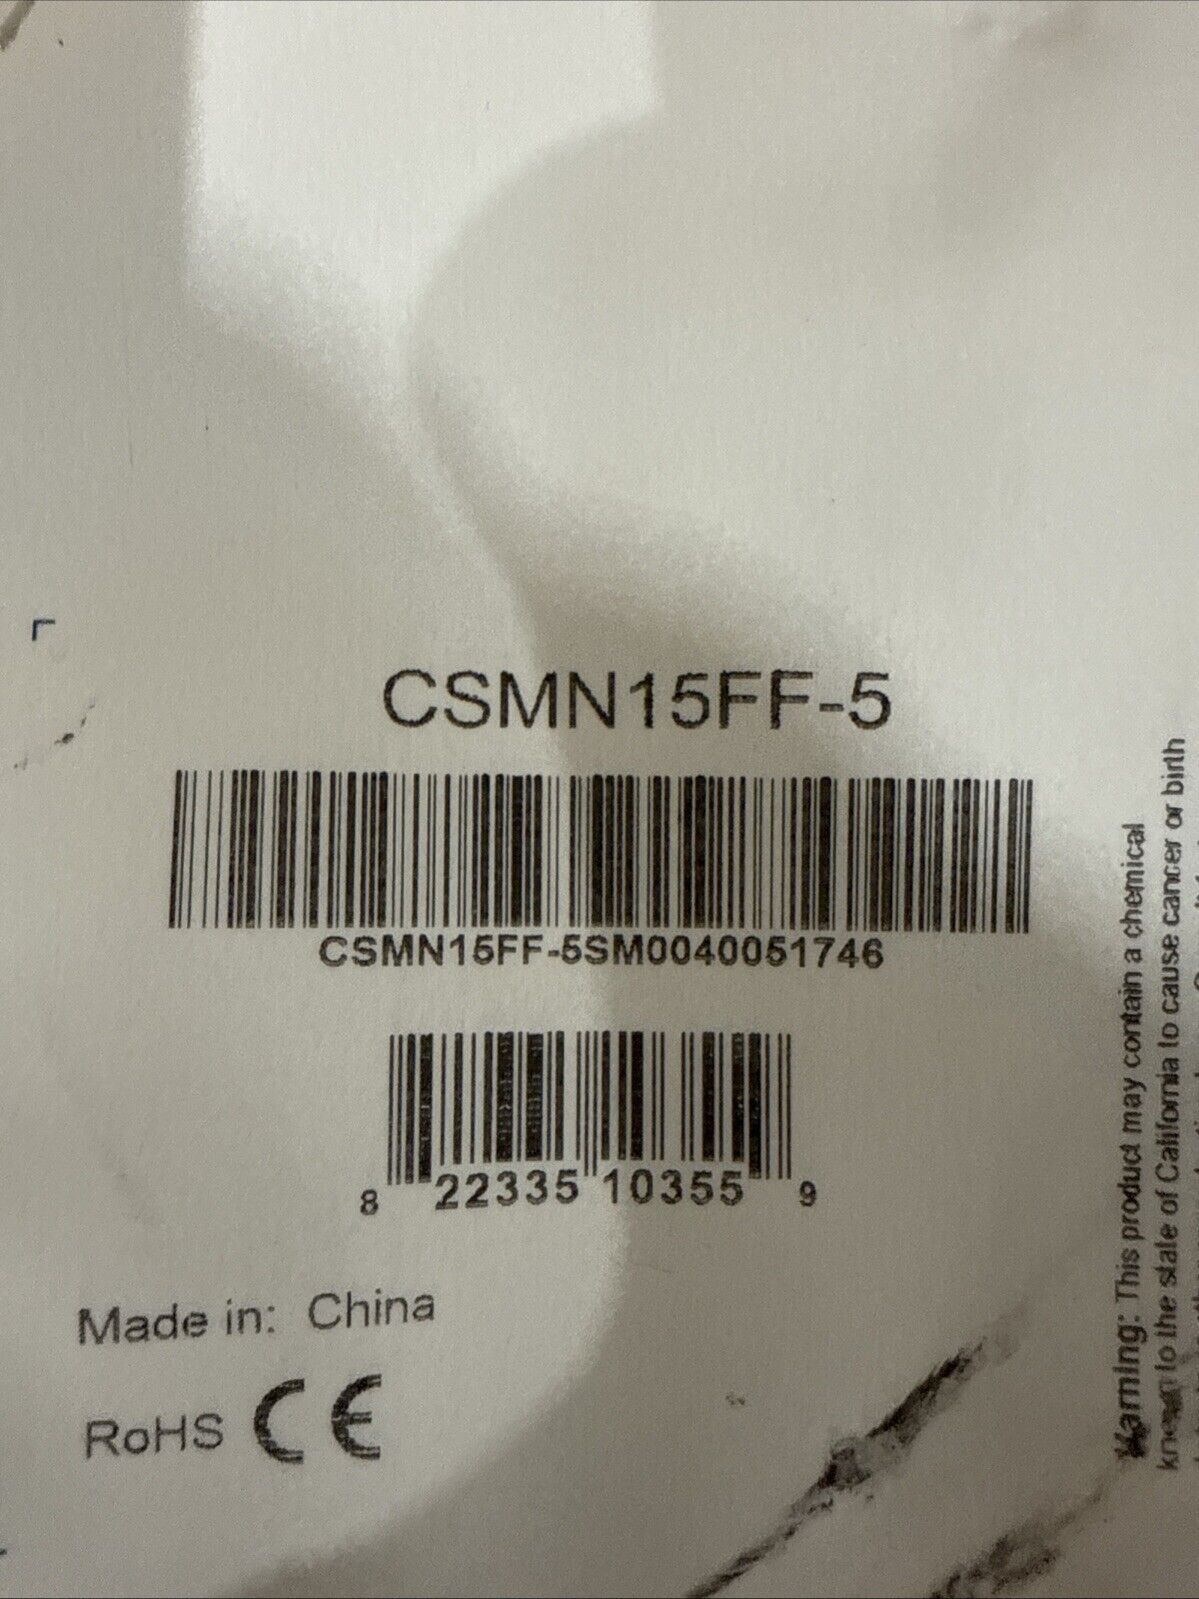 CSMN15FF-5
CSMN15FF-5SM0040051746
8 22335 10355 9
Made in: China
RoHS CE
Warning: This product may contain a chemical
known to the state of California to cause cancer or birth